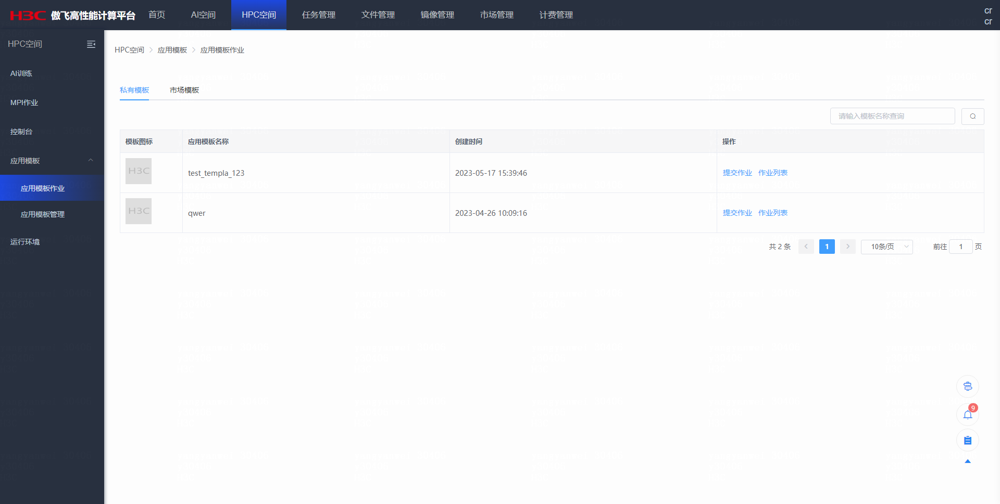 H3C 傲飞高性能计算平台 首页 AI空间 HPC空间 任务管理 文件管理 镜像管理 市场管理 计费管理 cr
cr
HPC空间
AI训练
MPI作业
控制台
应用模板
应用模板作业
应用模板管理
运行环境
HPC空间 应用模板 应用模板作业
私有模板 市场模板
请输入模板名称查询
模板图标 应用模板名称 创建时间 操作
H3C test_templa_123 2023-05-17 15:39:46 提交作业 作业列表
H3C qwer 2023-04-26 10:09:16 提交作业 作业列表
共 2 条 1 10条/页 前往 1 页
9